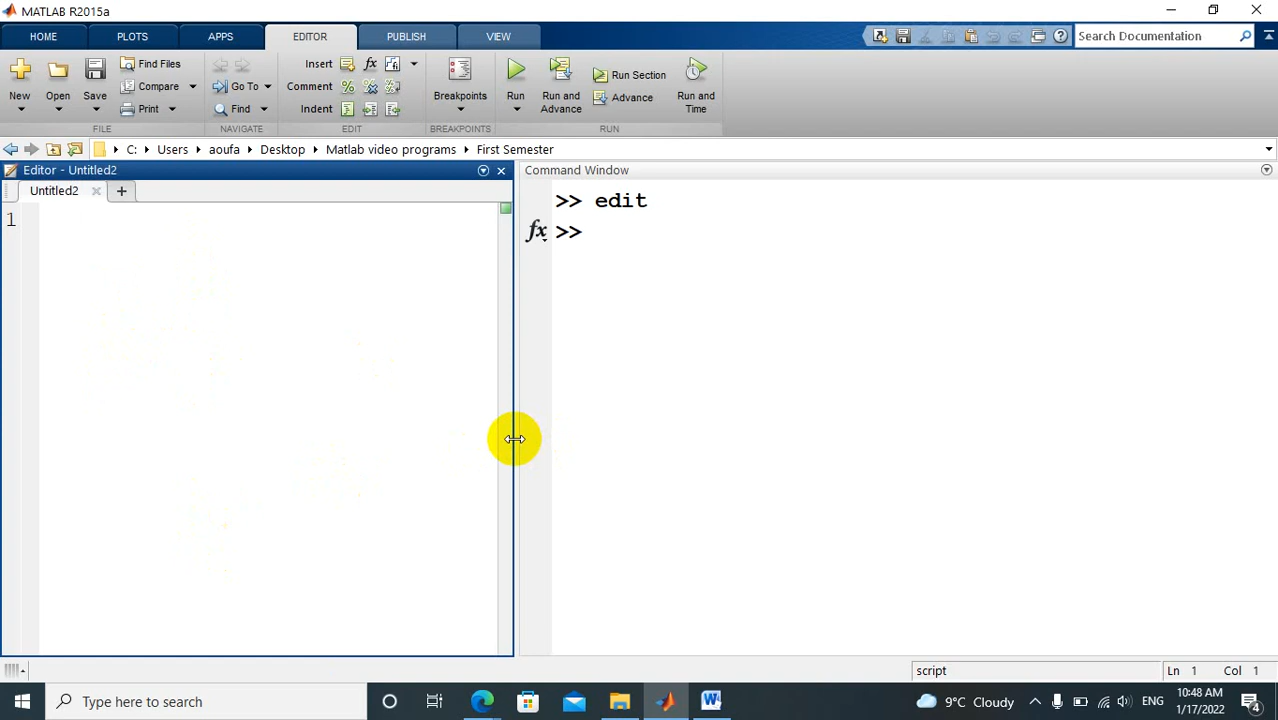 MATLAB R2015a
HOME PLOTS APPS EDITOR PUBLISH VIEW Search Documentation
New Open Save Find Files Compare Print
Go To Find
Insert fx Comment Indent
Breakpoints Run Run and Advance Run Section Advance Run and Time
FILE NAVIGATE EDIT BREAKPOINTS RUN
C: Users aoufa Desktop Matlab video programs First Semester
Editor - Untitled2
Command Window
Untitled2
1
>> edit
fx >>
script Ln 1 Col 1
Type here to search
9°C Cloudy ENG
10:48 AM
1/17/2022
4